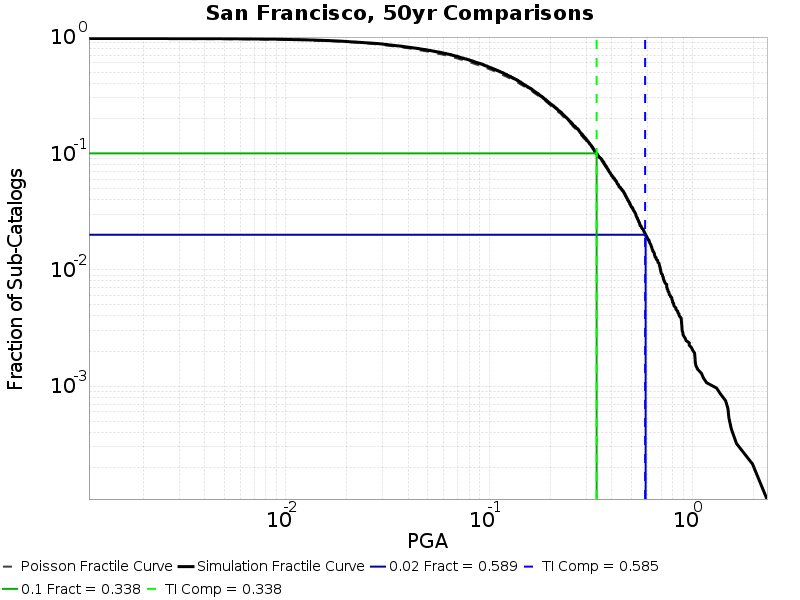 San Francisco, 50yr Comparisons
10^0
10^-1
10^-2
10^-3
Fraction of Sub-Catalogs
10^-2 10^-1 10^0
PGA
Poisson Fractile Curve Simulation Fractile Curve 0.02 Fract = 0.589 TI Comp = 0.585
0.1 Fract = 0.338 TI Comp = 0.338